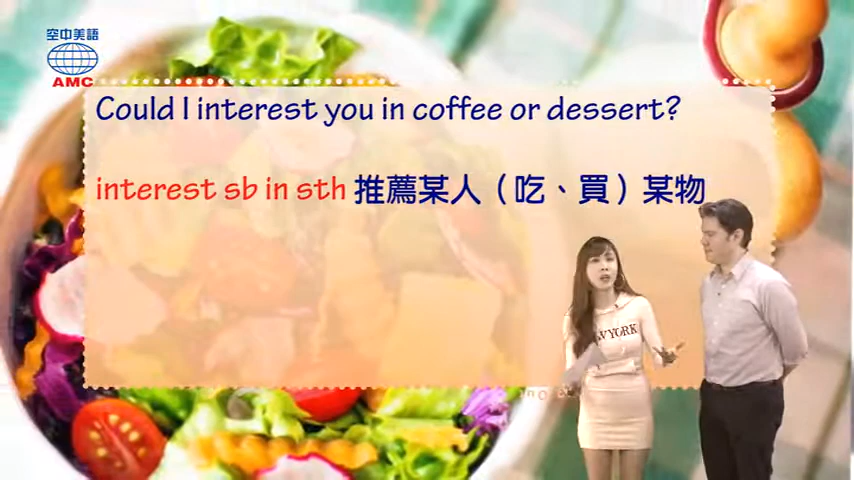 空中美語
AMC
Could I interest you in coffee or dessert?
interest sb in sth 推薦某人（吃、買）某物
YORK